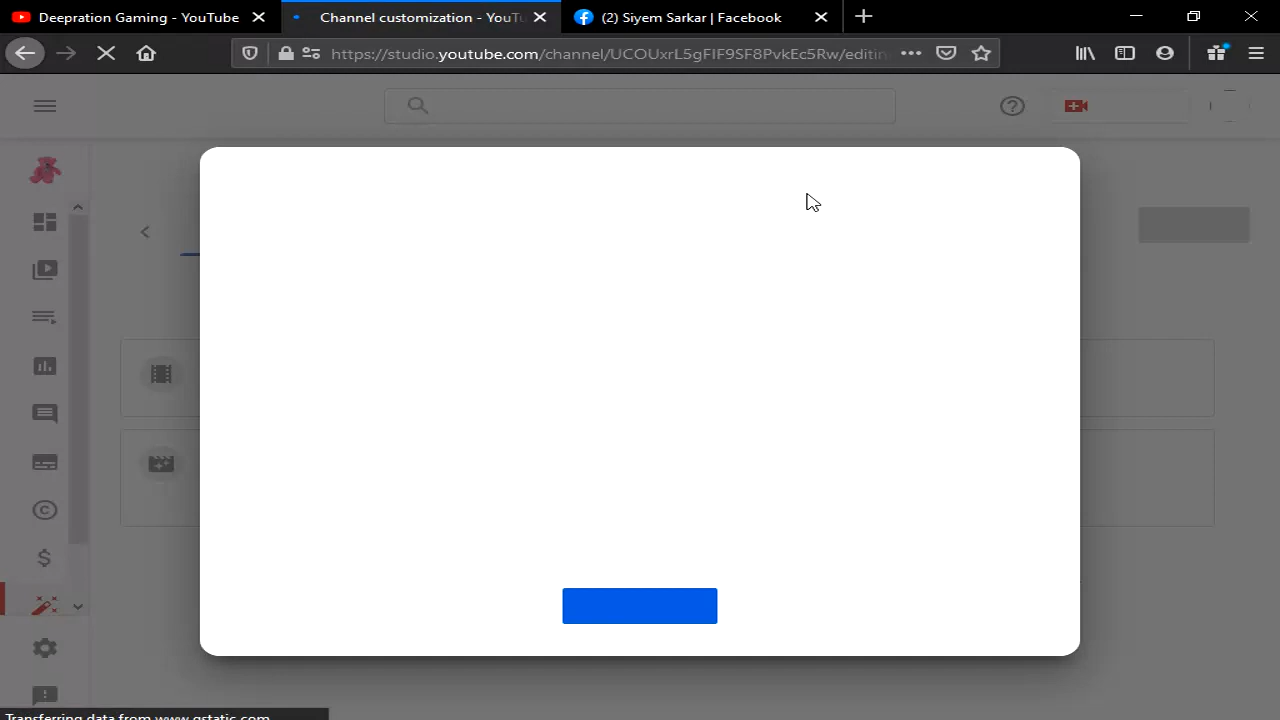 Deepration Gaming - YouTube
Channel customization - YouTu
(2) Siyem Sarkar | Facebook
https://studio.youtube.com/channel/UCOUxrL5gFIF9SF8PvkEc5Rw/editin
Transferring data from www.gstatic.com